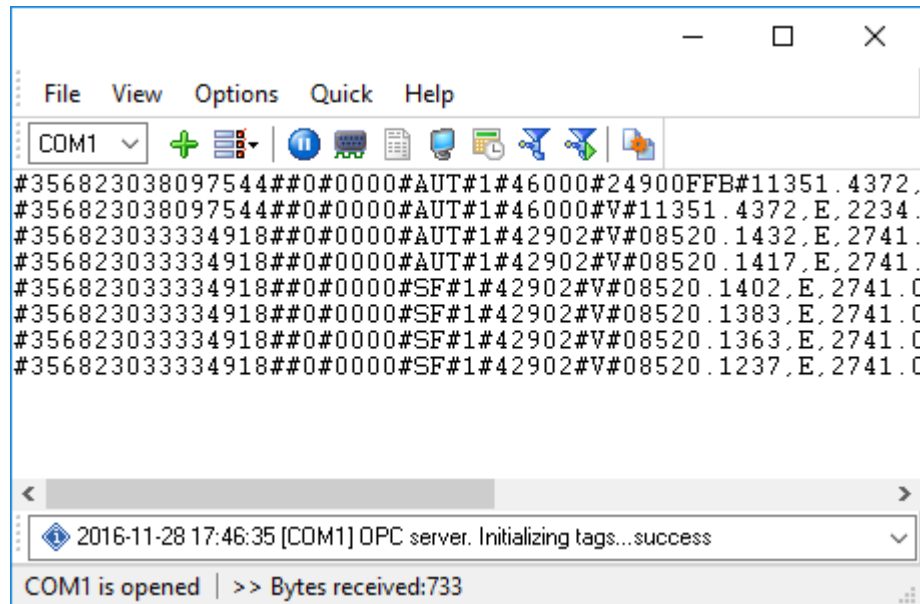 File View Options Quick Help
COM1
#356823038097544##0#0000#AUT#1#46000#24900FFB#11351.4372.
#356823038097544##0#0000#AUT#1#46000#V#11351.4372,E,2234.
#356823033334918##0#0000#AUT#1#42902#V#08520.1432,E,2741.
#356823033334918##0#0000#AUT#1#42902#V#08520.1417,E,2741.
#356823033334918##0#0000#SF#1#42902#V#08520.1402,E,2741.0
#356823033334918##0#0000#SF#1#42902#V#08520.1383,E,2741.0
#356823033334918##0#0000#SF#1#42902#V#08520.1363,E,2741.0
#356823033334918##0#0000#SF#1#42902#V#08520.1237,E,2741.0
2016-11-28 17:46:35 [COM1] OPC server. Initializing tags...success
COM1 is opened | >> Bytes received:733